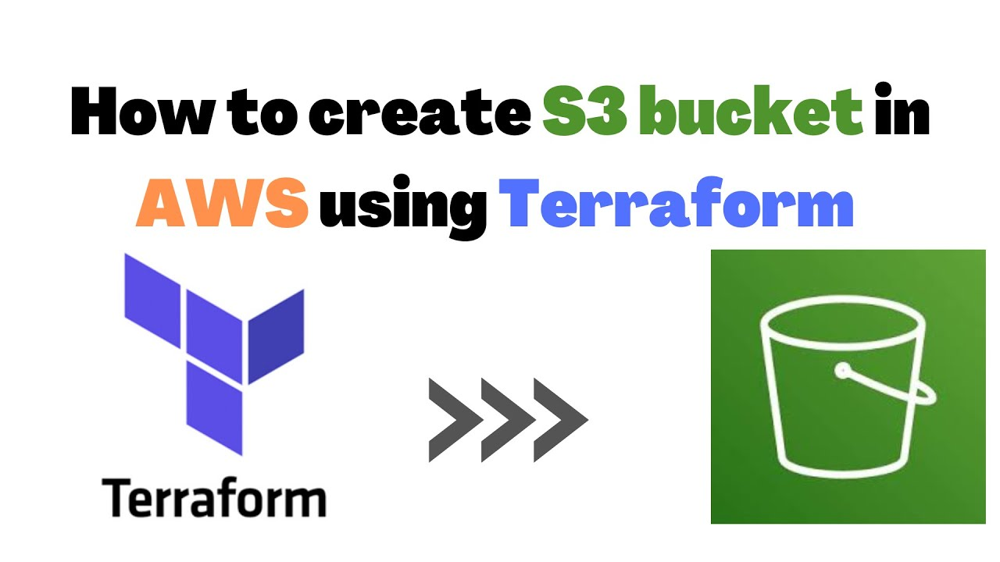 How to create S3 bucket in
AWS using Terraform
Terraform